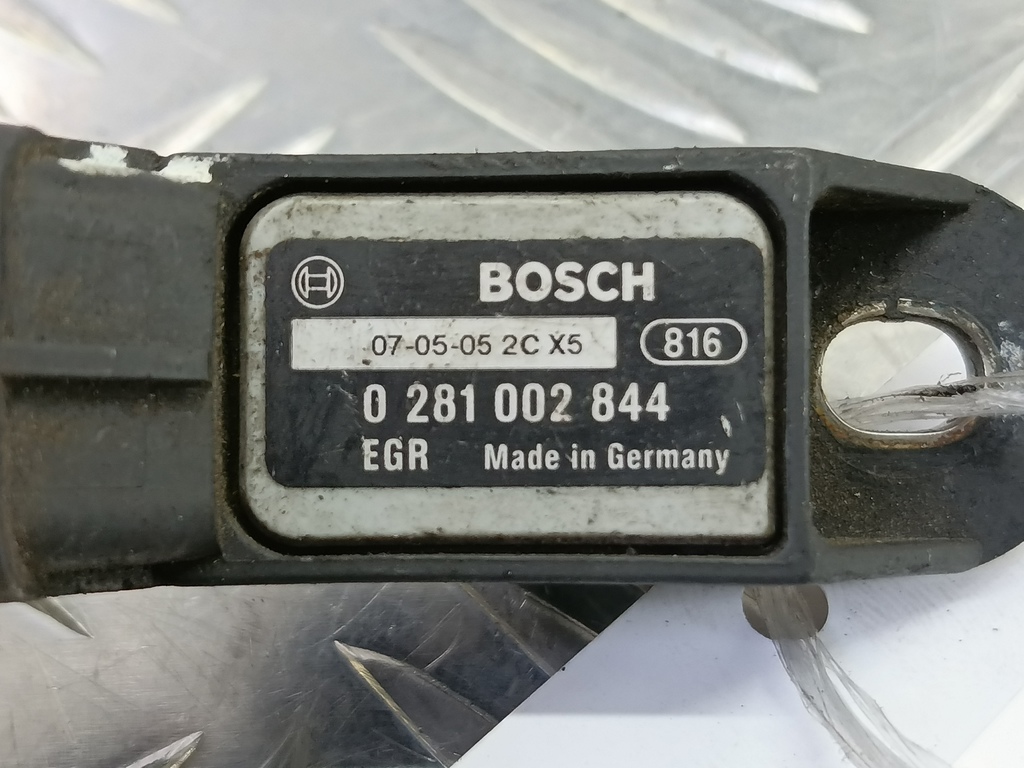 BOSCH
07-05-05 2C X5
816
0 281 002 844
EGR Made in Germany